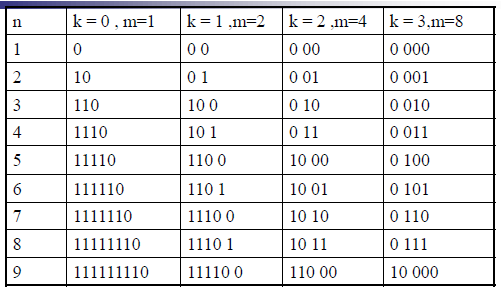 n k = 0 , m=1 k = 1 ,m=2 k = 2 ,m=4 k = 3,m=8
1 0 0 0 0 00 0 000
2 10 0 1 0 01 0 001
3 110 10 0 0 10 0 010
4 1110 10 1 0 11 0 011
5 11110 110 0 10 00 0 100
6 111110 110 1 10 01 0 101
7 1111110 1110 0 10 10 0 110
8 11111110 1110 1 10 11 0 111
9 111111110 11110 0 110 00 10 000